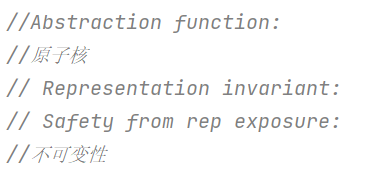 //Abstraction function:
//原子核
// Representation invariant:
// Safety from rep exposure:
//不可变性